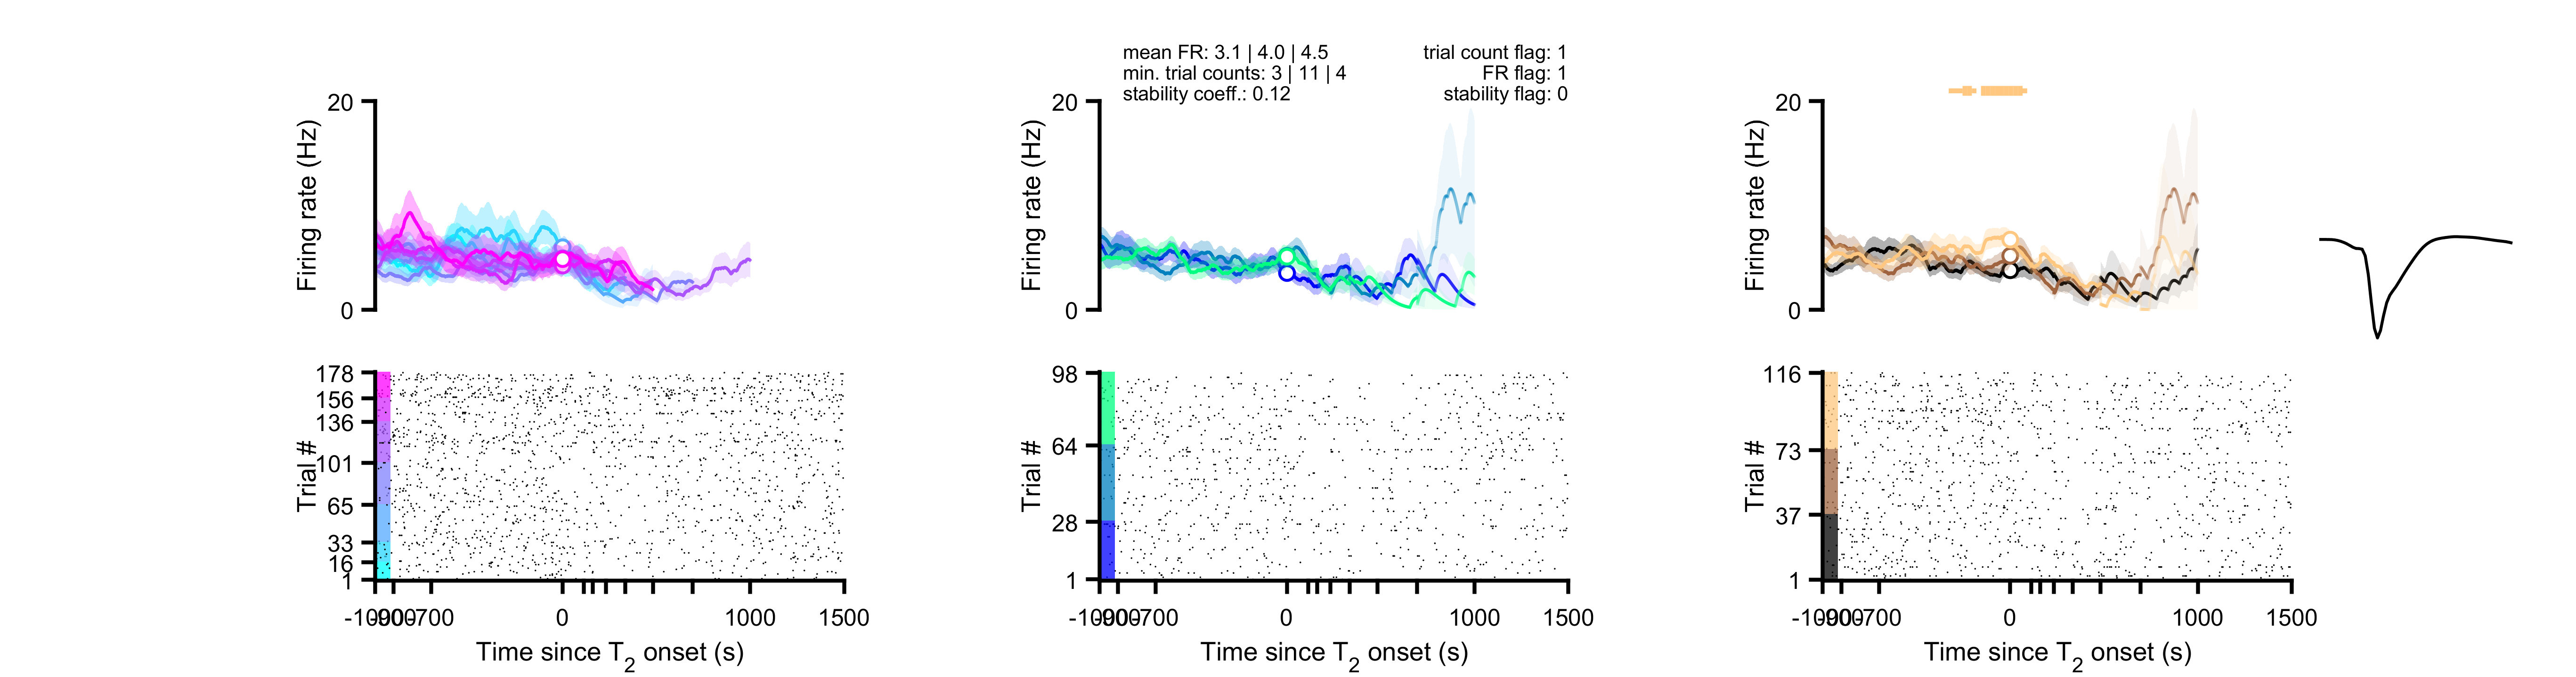 mean FR: 3.1 | 4.0 | 4.5
min. trial counts: 3 | 11 | 4
stability coeff.: 0.12
trial count flag: 1
FR flag: 1
stability flag: 0
20
0
Firing rate (Hz)
20
0
Firing rate (Hz)
20
0
Firing rate (Hz)
178
156
136
101
65
33
16
1
Trial #
98
64
28
1
Trial #
116
73
37
1
Trial #
-700
0
1000
1500
Time since T2 onset (s)
-700
0
1000
1500
Time since T2 onset (s)
-700
0
1000
1500
Time since T2 onset (s)